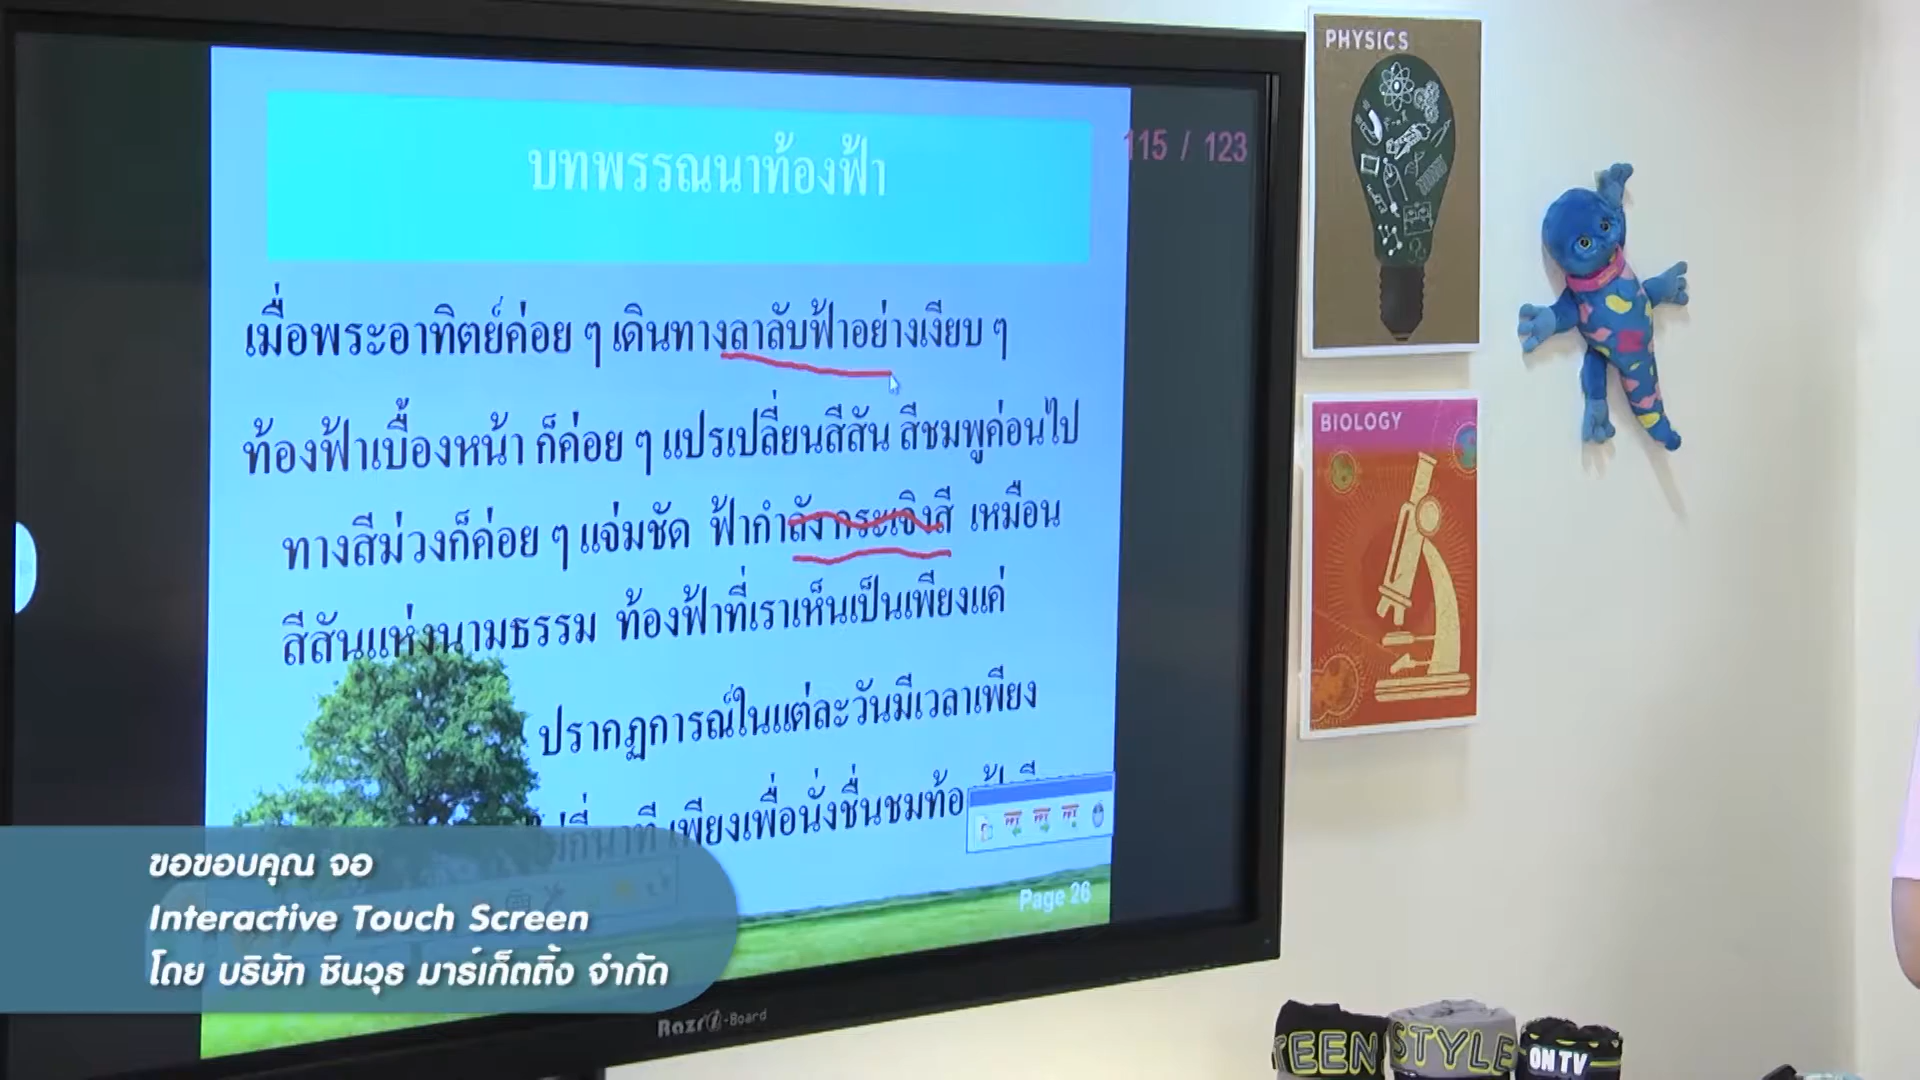 บทพรรณนาท้องฟ้า
115 / 123
เมื่อพระอาทิตย์ค่อย ๆ เดินทางลาลับฟ้าอย่างเงียบ ๆ
ท้องฟ้าเบื้องหน้า ก็ค่อย ๆ แปรเปลี่ยนสีสัน สีชมพูค่อนไป
ทางสีม่วงก็ค่อย ๆ แจ่มชัด ฟ้ากำลังกระเจิงสี เหมือน
สีสันแห่งนามธรรม ท้องฟ้าที่เราเห็นเป็นเพียงแค่
ปรากฏการณ์ในแต่ละวันมีเวลาเพียง
ไม่กี่นาที เพียงเพื่อนั่งชื่นชม
Page 26
ขอขอบคุณ จอ
Interactive Touch Screen
โดย บริษัท ชินวุธ มาร์เก็ตติ้ง จำกัด
Razr i-Board
PHYSICS
BIOLOGY
TEEN STYLE
ON TV